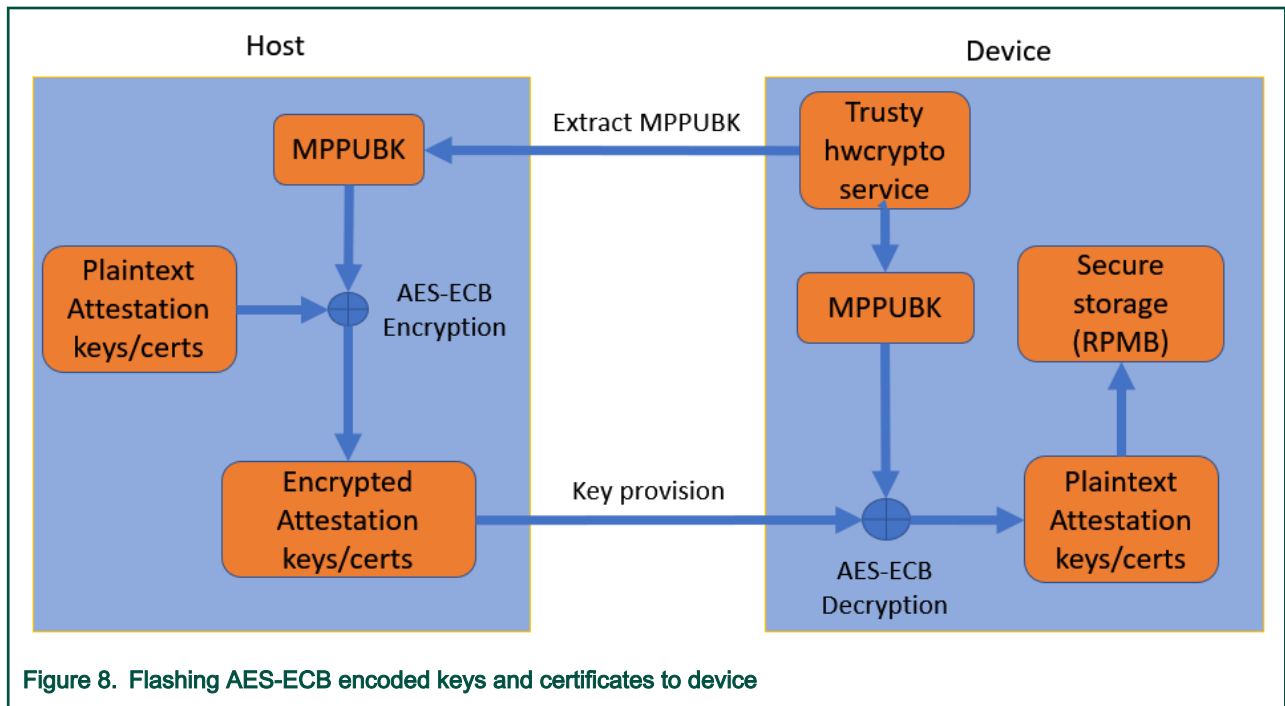 Host
Device
MPPUBK
Extract MPPUBK
Trusty
hwcrypto
service
Plaintext
Attestation
keys/certs
AES-ECB
Encryption
MPPUBK
Secure
storage
(RPMB)
Encrypted
Attestation
keys/certs
Key provision
AES-ECB
Decryption
Plaintext
Attestation
keys/certs
Figure 8. Flashing AES-ECB encoded keys and certificates to device